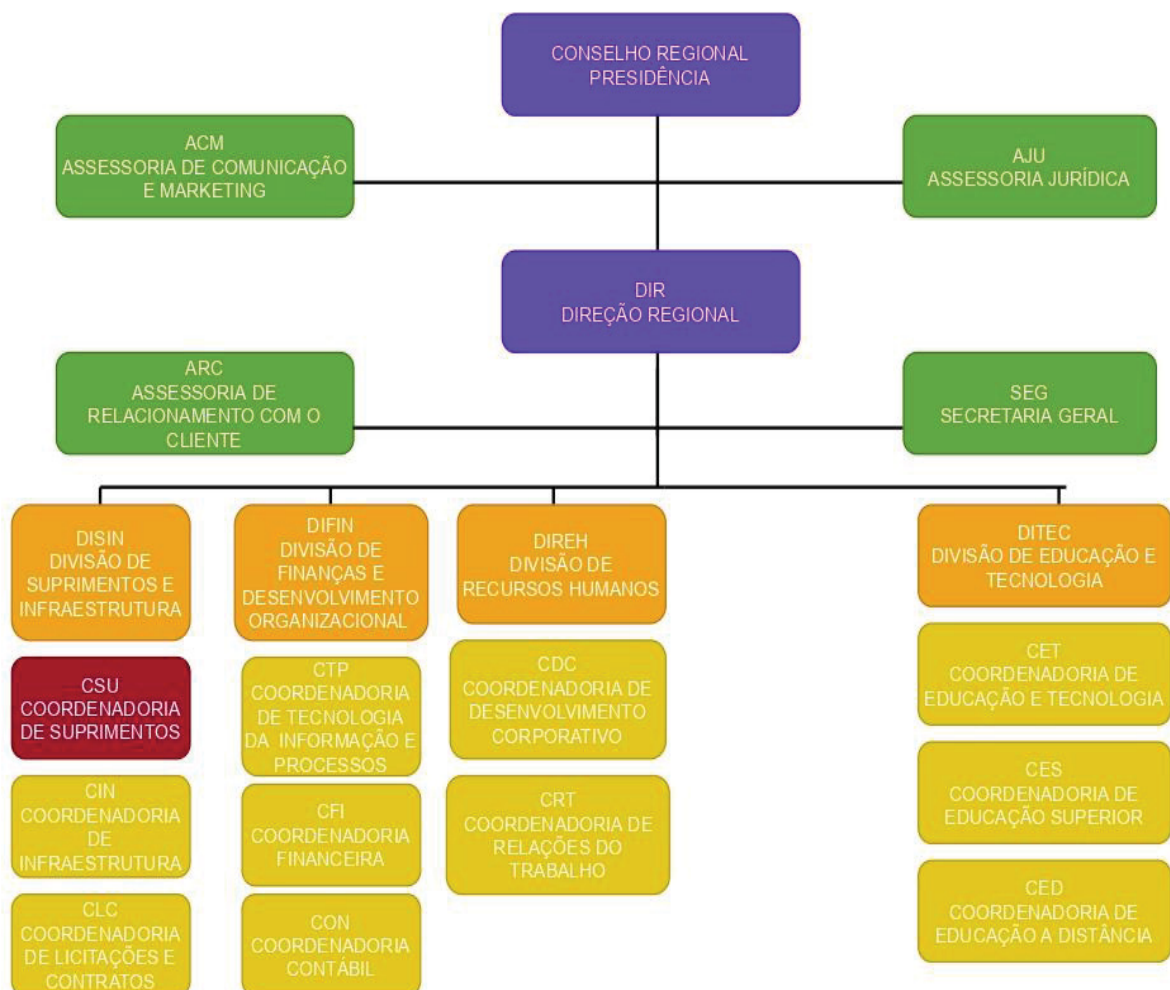 CONSELHO REGIONAL
PRESIDÊNCIA
ACM
ASSESSORIA DE COMUNICAÇÃO
E MARKETING
AJU
ASSESSORIA JURÍDICA
DIR
DIREÇÃO REGIONAL
ARC
ASSESSORIA DE
RELACIONAMENTO COM O
CLIENTE
SEG
SECRETARIA GERAL
DISIN
DIVISÃO DE
SUPRIMENTOS E
INFRAESTRUTURA
DIFIN
DIVISÃO DE
FINANÇAS E
DESENVOLVIMENTO
ORGANIZACIONAL
DIREH
DIVISÃO DE
RECURSOS HUMANOS
DITEC
DIVISÃO DE EDUCAÇÃO E
TECNOLOGIA
CSU
COORDENADORIA
DE SUPRIMENTOS
CTP
COORDENADORIA
DE TECNOLOGIA
DA INFORMAÇÃO E
PROCESSOS
CDC
COORDENADORIA DE
DESENVOLVIMENTO
CORPORATIVO
CET
COORDENADORIA DE
EDUCAÇÃO E TECNOLOGIA
CIN
COORDENADORIA
DE
INFRAESTRUTURA
CFI
COORDENADORIA
FINANCEIRA
CRT
COORDENADORIA DE
RELAÇÕES DO
TRABALHO
CES
COORDENADORIA DE
EDUCAÇÃO SUPERIOR
CLC
COORDENADORIA
DE LICITAÇÕES E
CONTRATOS
CON
COORDENADORIA
CONTÁBIL
CED
COORDENADORIA DE
EDUCAÇÃO A DISTÂNCIA